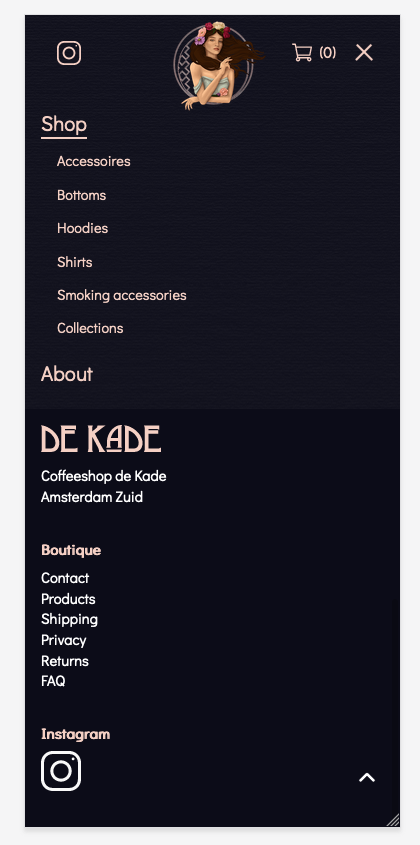 (0)
Shop
Accessoires
Bottoms
Hoodies
Shirts
Smoking accessories
Collections
About
DE KADE
Coffeeshop de Kade
Amsterdam Zuid
Boutique
Contact
Products
Shipping
Privacy
Returns
FAQ
Instagram